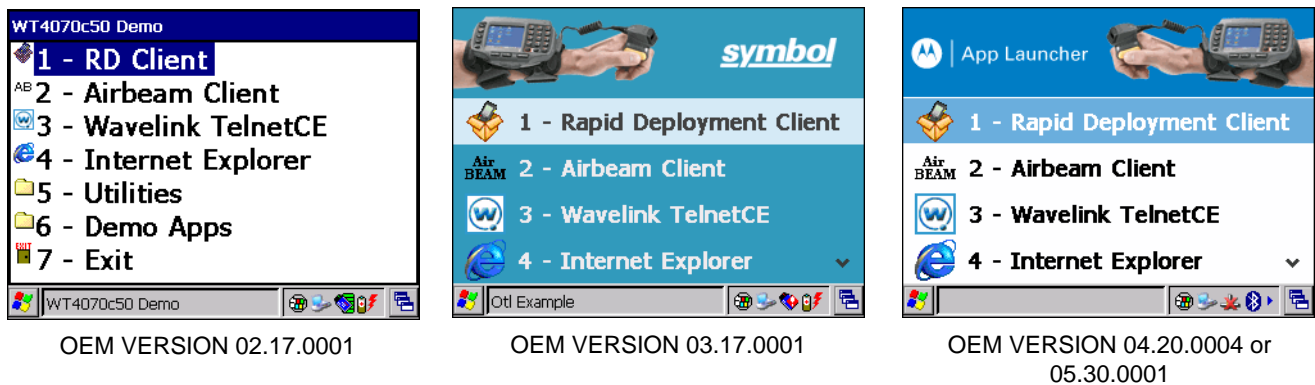 WT4070c50 Demo
1 - RD Client
AB 2 - Airbeam Client
3 - Wavelink TelnetCE
4 - Internet Explorer
5 - Utilities
6 - Demo Apps
EXIT 7 - Exit
WT4070c50 Demo
OEM VERSION 02.17.0001
symbol
1 - Rapid Deployment Client
Air
BEAM 2 - Airbeam Client
3 - Wavelink TelnetCE
4 - Internet Explorer
Otl Example
OEM VERSION 03.17.0001
App Launcher
1 - Rapid Deployment Client
Air
BEAM 2 - Airbeam Client
3 - Wavelink TelnetCE
4 - Internet Explorer
OEM VERSION 04.20.0004 or
05.30.0001